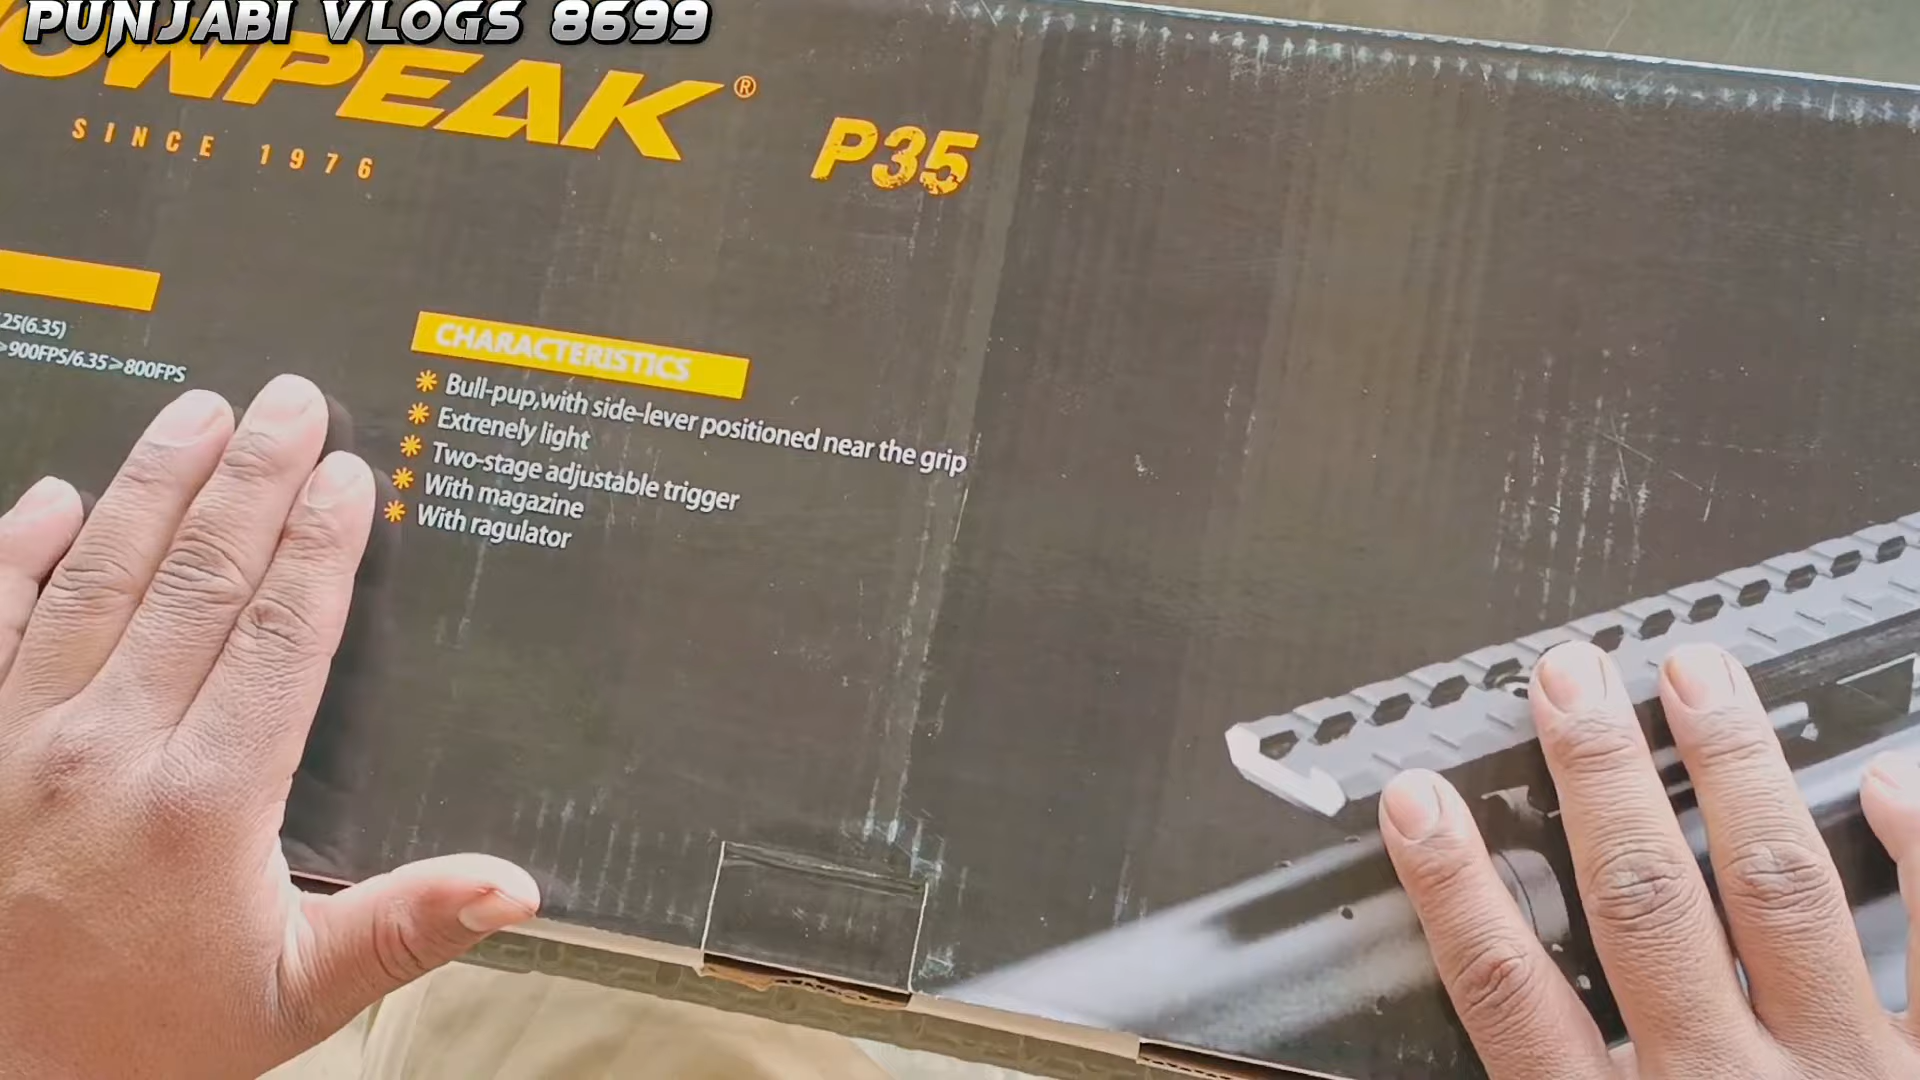 PUNJABI VLOGS 8699
OWPEAK®
P35
SINCE 1976
25(6.35)
>900FPS/6.35>800FPS
CHARACTERISTICS
Bull-pup,with side-lever positioned near the grip
Extrenely light
Two-stage adjustable trigger
With magazine
With ragulator